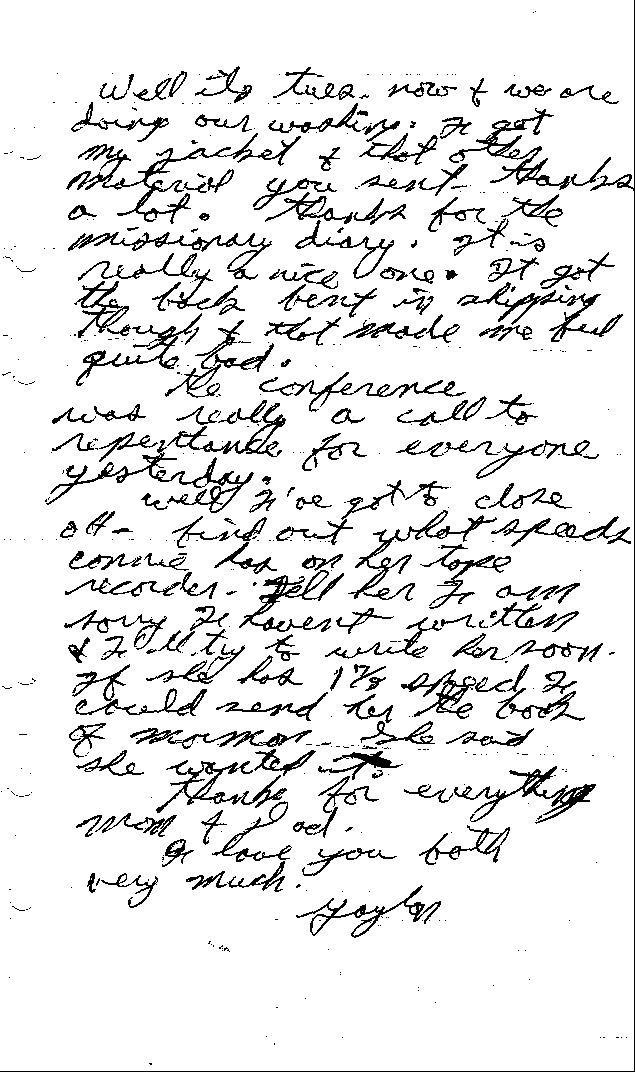 Well its tues. now & we are
doing our washing. I got
my jacket & that other
material you sent - thanks
a lot. Thanks for the
missionary diary. It is
really a nice one. It got
the back bent in shipping
though & that made me feel
quite bad.
The conference
was really a call to
repentance for everyone
yesterday.
Well I've got to close
off - find out what speeds
connie has on her tape
recorder. Tell her I am
sorry I havent written
& I'll try to write her soon.
If she has 1 7/8 speed I
could send her the book
of mormon. She said
she wanted it.
Thanks for everything
mom & dad.
I love you both
very much.
Gaylen